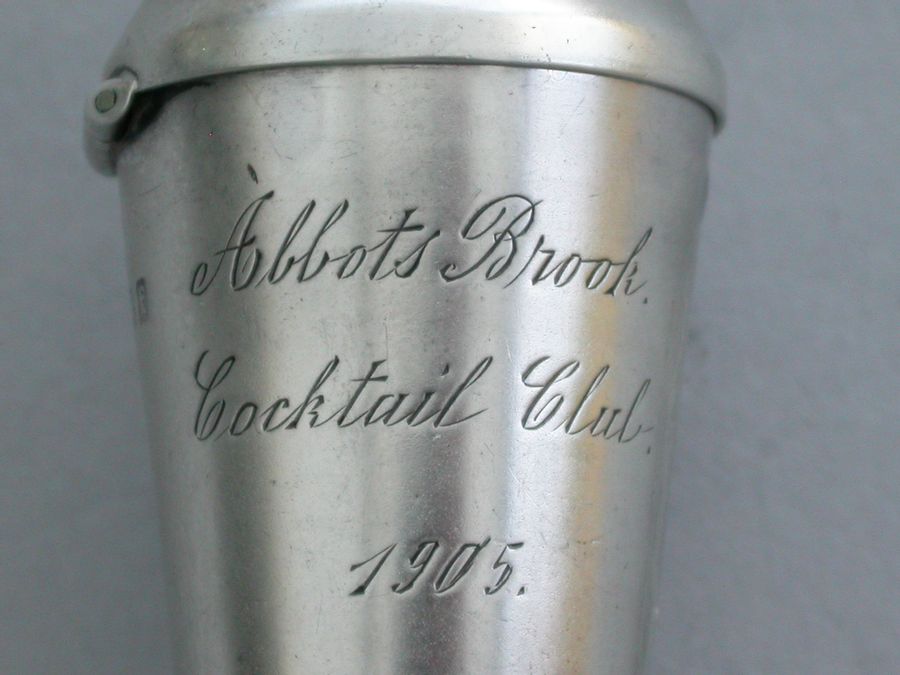 Abbots Brook.
Cocktail Club.
1905.